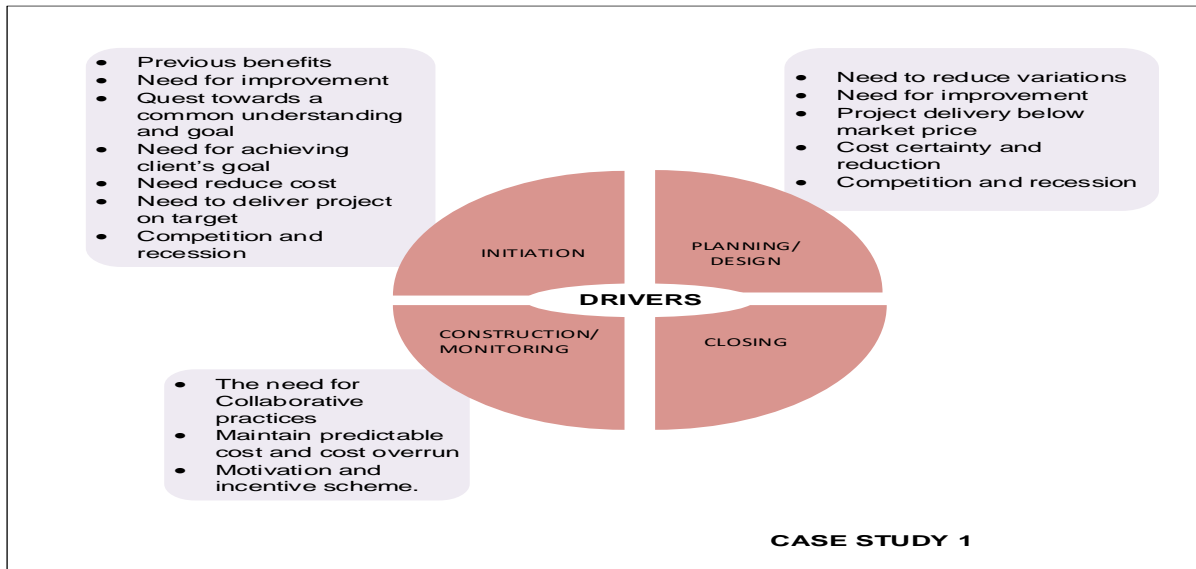 • Previous benefits
• Need for improvement
• Quest towards a
common understanding
and goal
• Need for achieving
client's goal
• Need reduce cost
• Need to deliver project
on target
• Competition and
recession
• Need to reduce variations
• Need for improvement
• Project delivery below
market price
• Cost certainty and
reduction
• Competition and recession
INITIATION
PLANNING/
DESIGN
DRIVERS
CONSTRUCTION/
MONITORING
CLOSING
• The need for
Collaborative
practices
• Maintain predictable
cost and cost overrun
• Motivation and
incentive scheme.
CASE STUDY 1